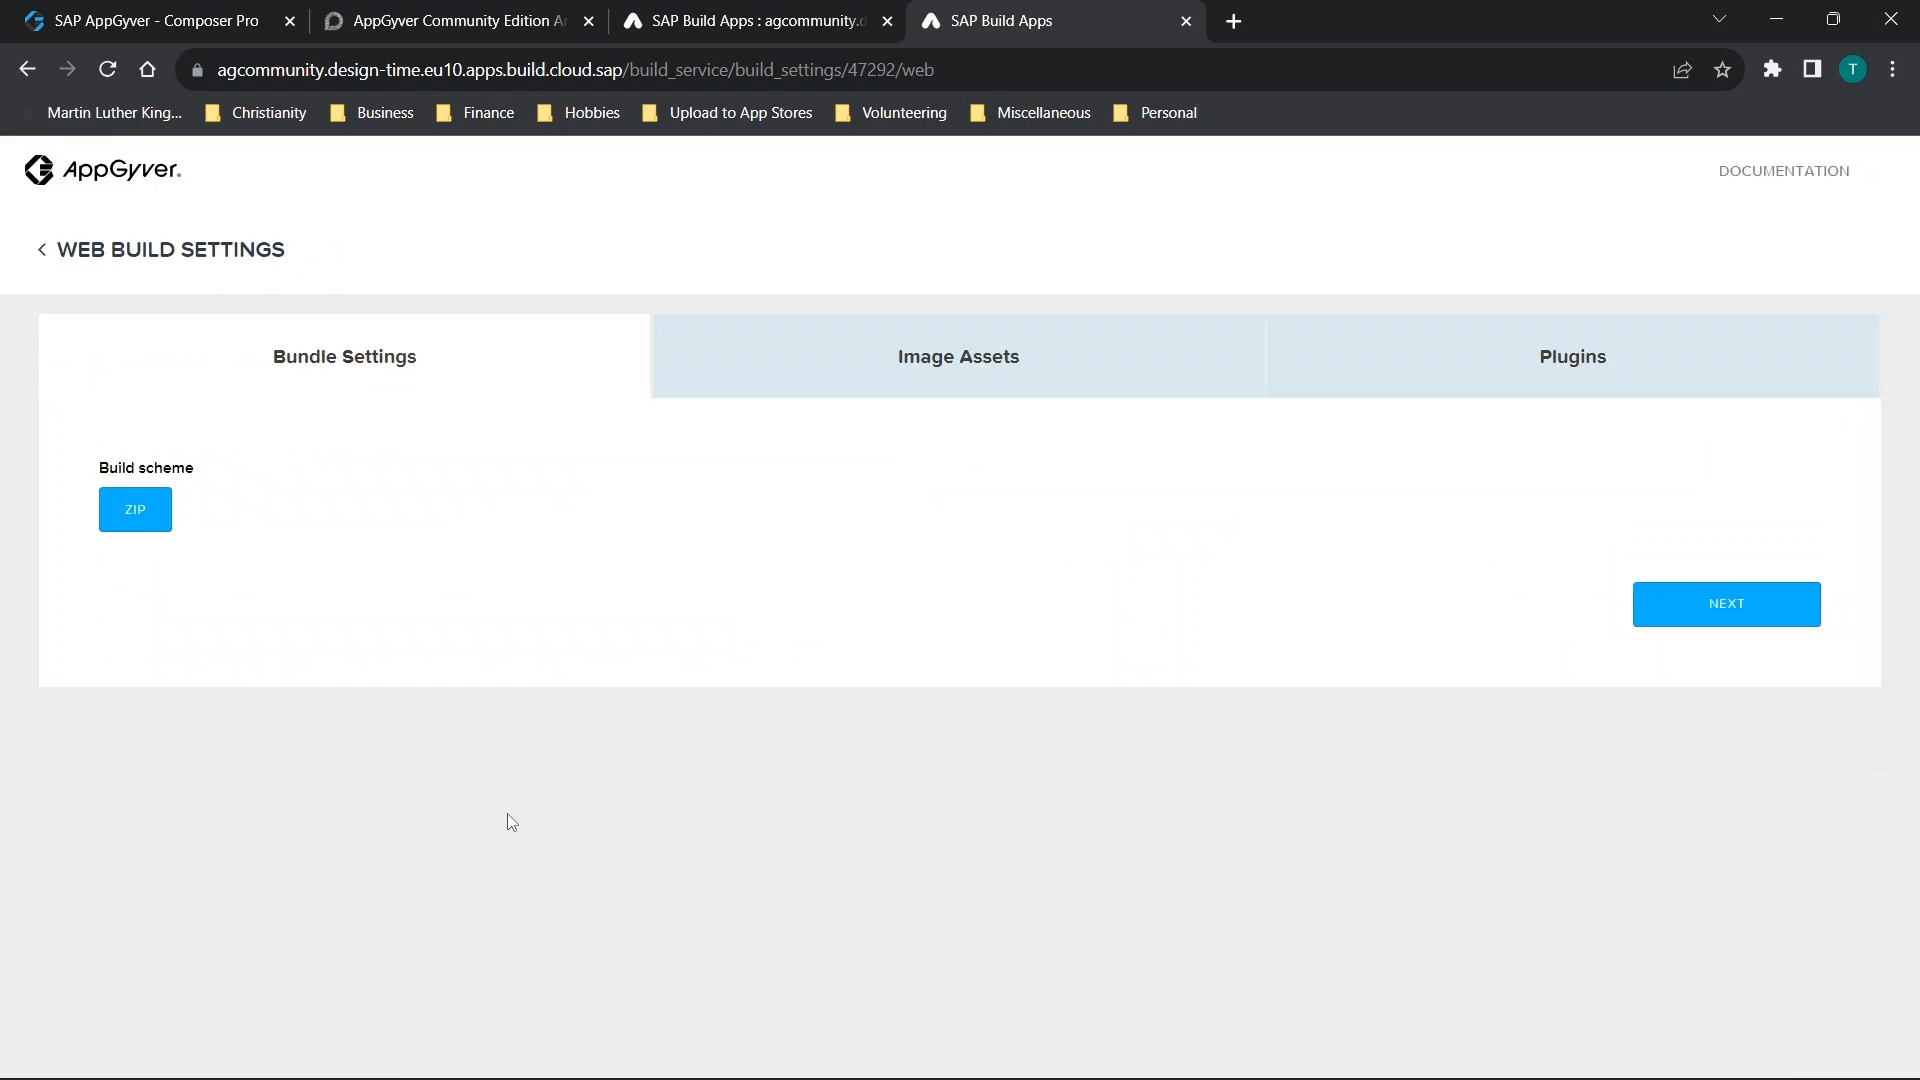 SAP AppGyver - Composer Pro
AppGyver Community Edition A
SAP Build Apps : agcommunity.d
SAP Build Apps
agcommunity.design-time.eu10.apps.build.cloud.sap/build_service/build_settings/47292/web
T
Martin Luther King...
Christianity
Business
Finance
Hobbies
Upload to App Stores
Volunteering
Miscellaneous
Personal
AppGyver.
DOCUMENTATION
< WEB BUILD SETTINGS
Bundle Settings
Image Assets
Plugins
Build scheme
ZIP
NEXT